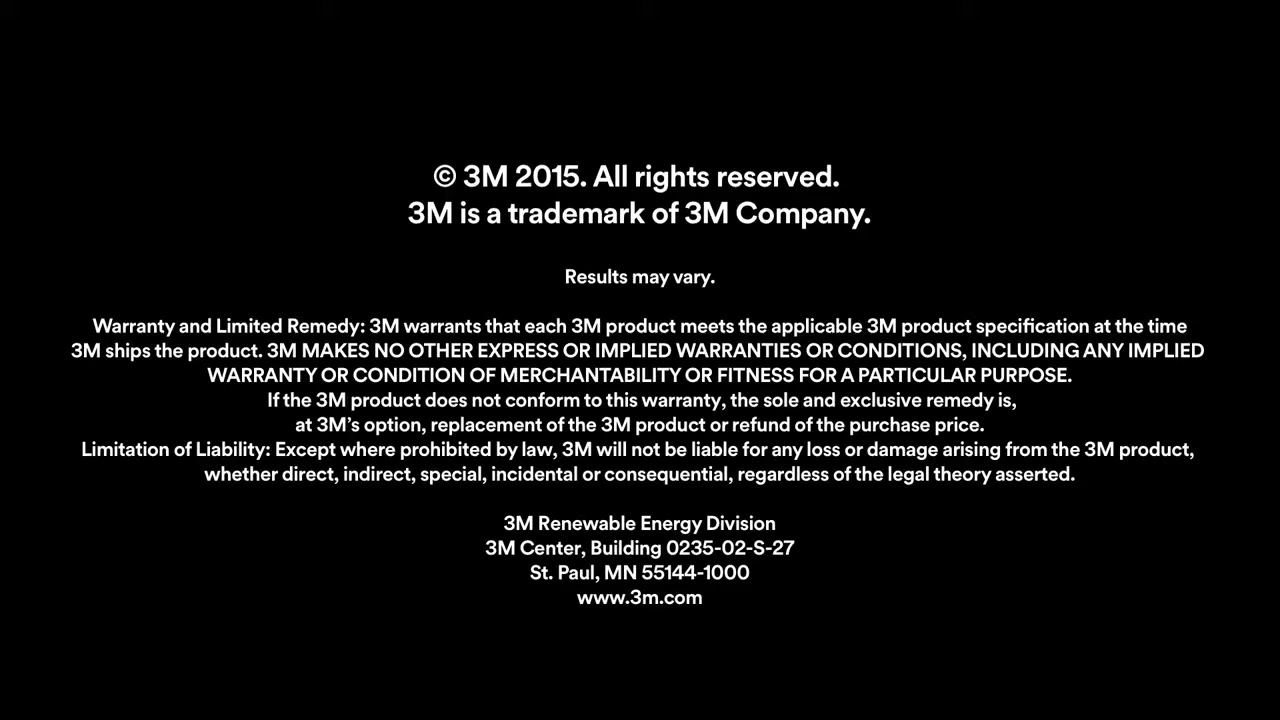 © 3M 2015. All rights reserved.
3M is a trademark of 3M Company.
Results may vary.
Warranty and Limited Remedy: 3M warrants that each 3M product meets the applicable 3M product specification at the time
3M ships the product. 3M MAKES NO OTHER EXPRESS OR IMPLIED WARRANTIES OR CONDITIONS, INCLUDING ANY IMPLIED
WARRANTY OR CONDITION OF MERCHANTABILITY OR FITNESS FOR A PARTICULAR PURPOSE.
If the 3M product does not conform to this warranty, the sole and exclusive remedy is,
at 3M’s option, replacement of the 3M product or refund of the purchase price.
Limitation of Liability: Except where prohibited by law, 3M will not be liable for any loss or damage arising from the 3M product,
whether direct, indirect, special, incidental or consequential, regardless of the legal theory asserted.
3M Renewable Energy Division
3M Center, Building 0235-02-S-27
St. Paul, MN 55144-1000
www.3m.com